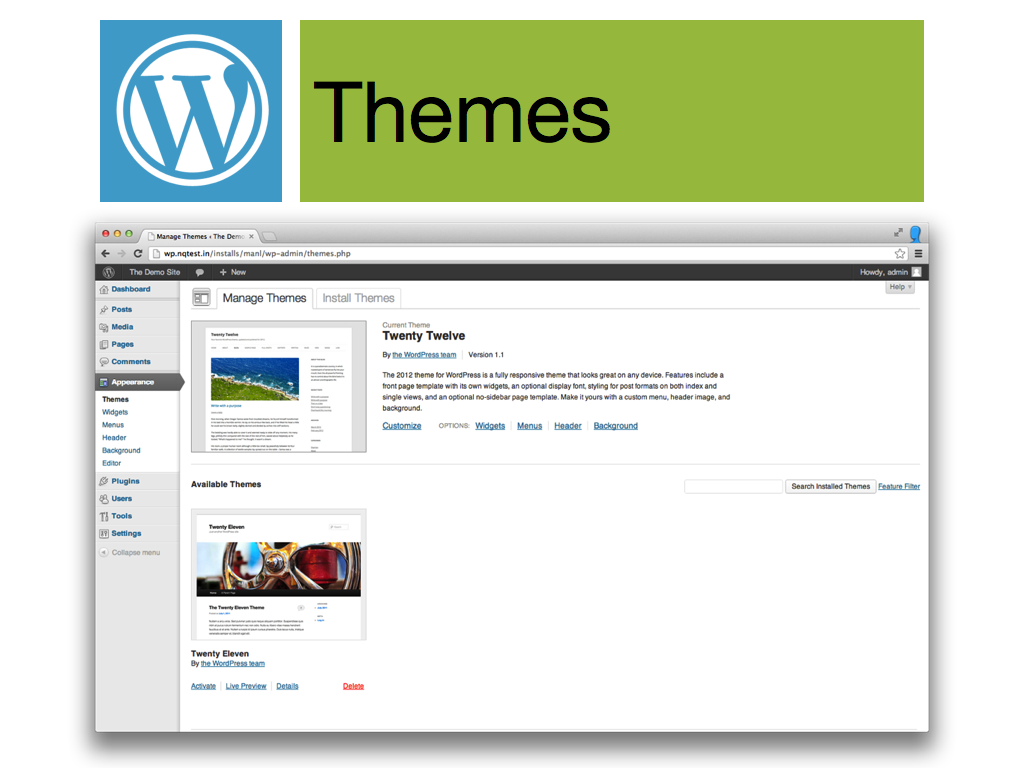 Themes
Manage Themes ‹ The Demo
wp.nqtest.in/installs/manl/wp-admin/themes.php
The Demo Site
+ New
Howdy, admin
Help
Dashboard
Posts
Media
Pages
Comments
Appearance
Themes
Widgets
Menus
Header
Background
Editor
Plugins
Users
Tools
Settings
Collapse menu
Manage Themes
Install Themes
Twenty Twelve
Current Theme
Twenty Twelve
By the WordPress team
Version 1.1
The 2012 theme for WordPress is a fully responsive theme that looks great on any device. Features include a
front page template with its own widgets, an optional display font, styling for post formats on both index and
single views, and an optional no-sidebar page template. Make it yours with a custom menu, header image, and
background.
Customize
OPTIONS: Widgets | Menus | Header | Background
Available Themes
Search Installed Themes
Feature Filter
Twenty Eleven
The Twenty Eleven Theme
Twenty Eleven
By the WordPress team
Activate | Live Preview | Details
Delete